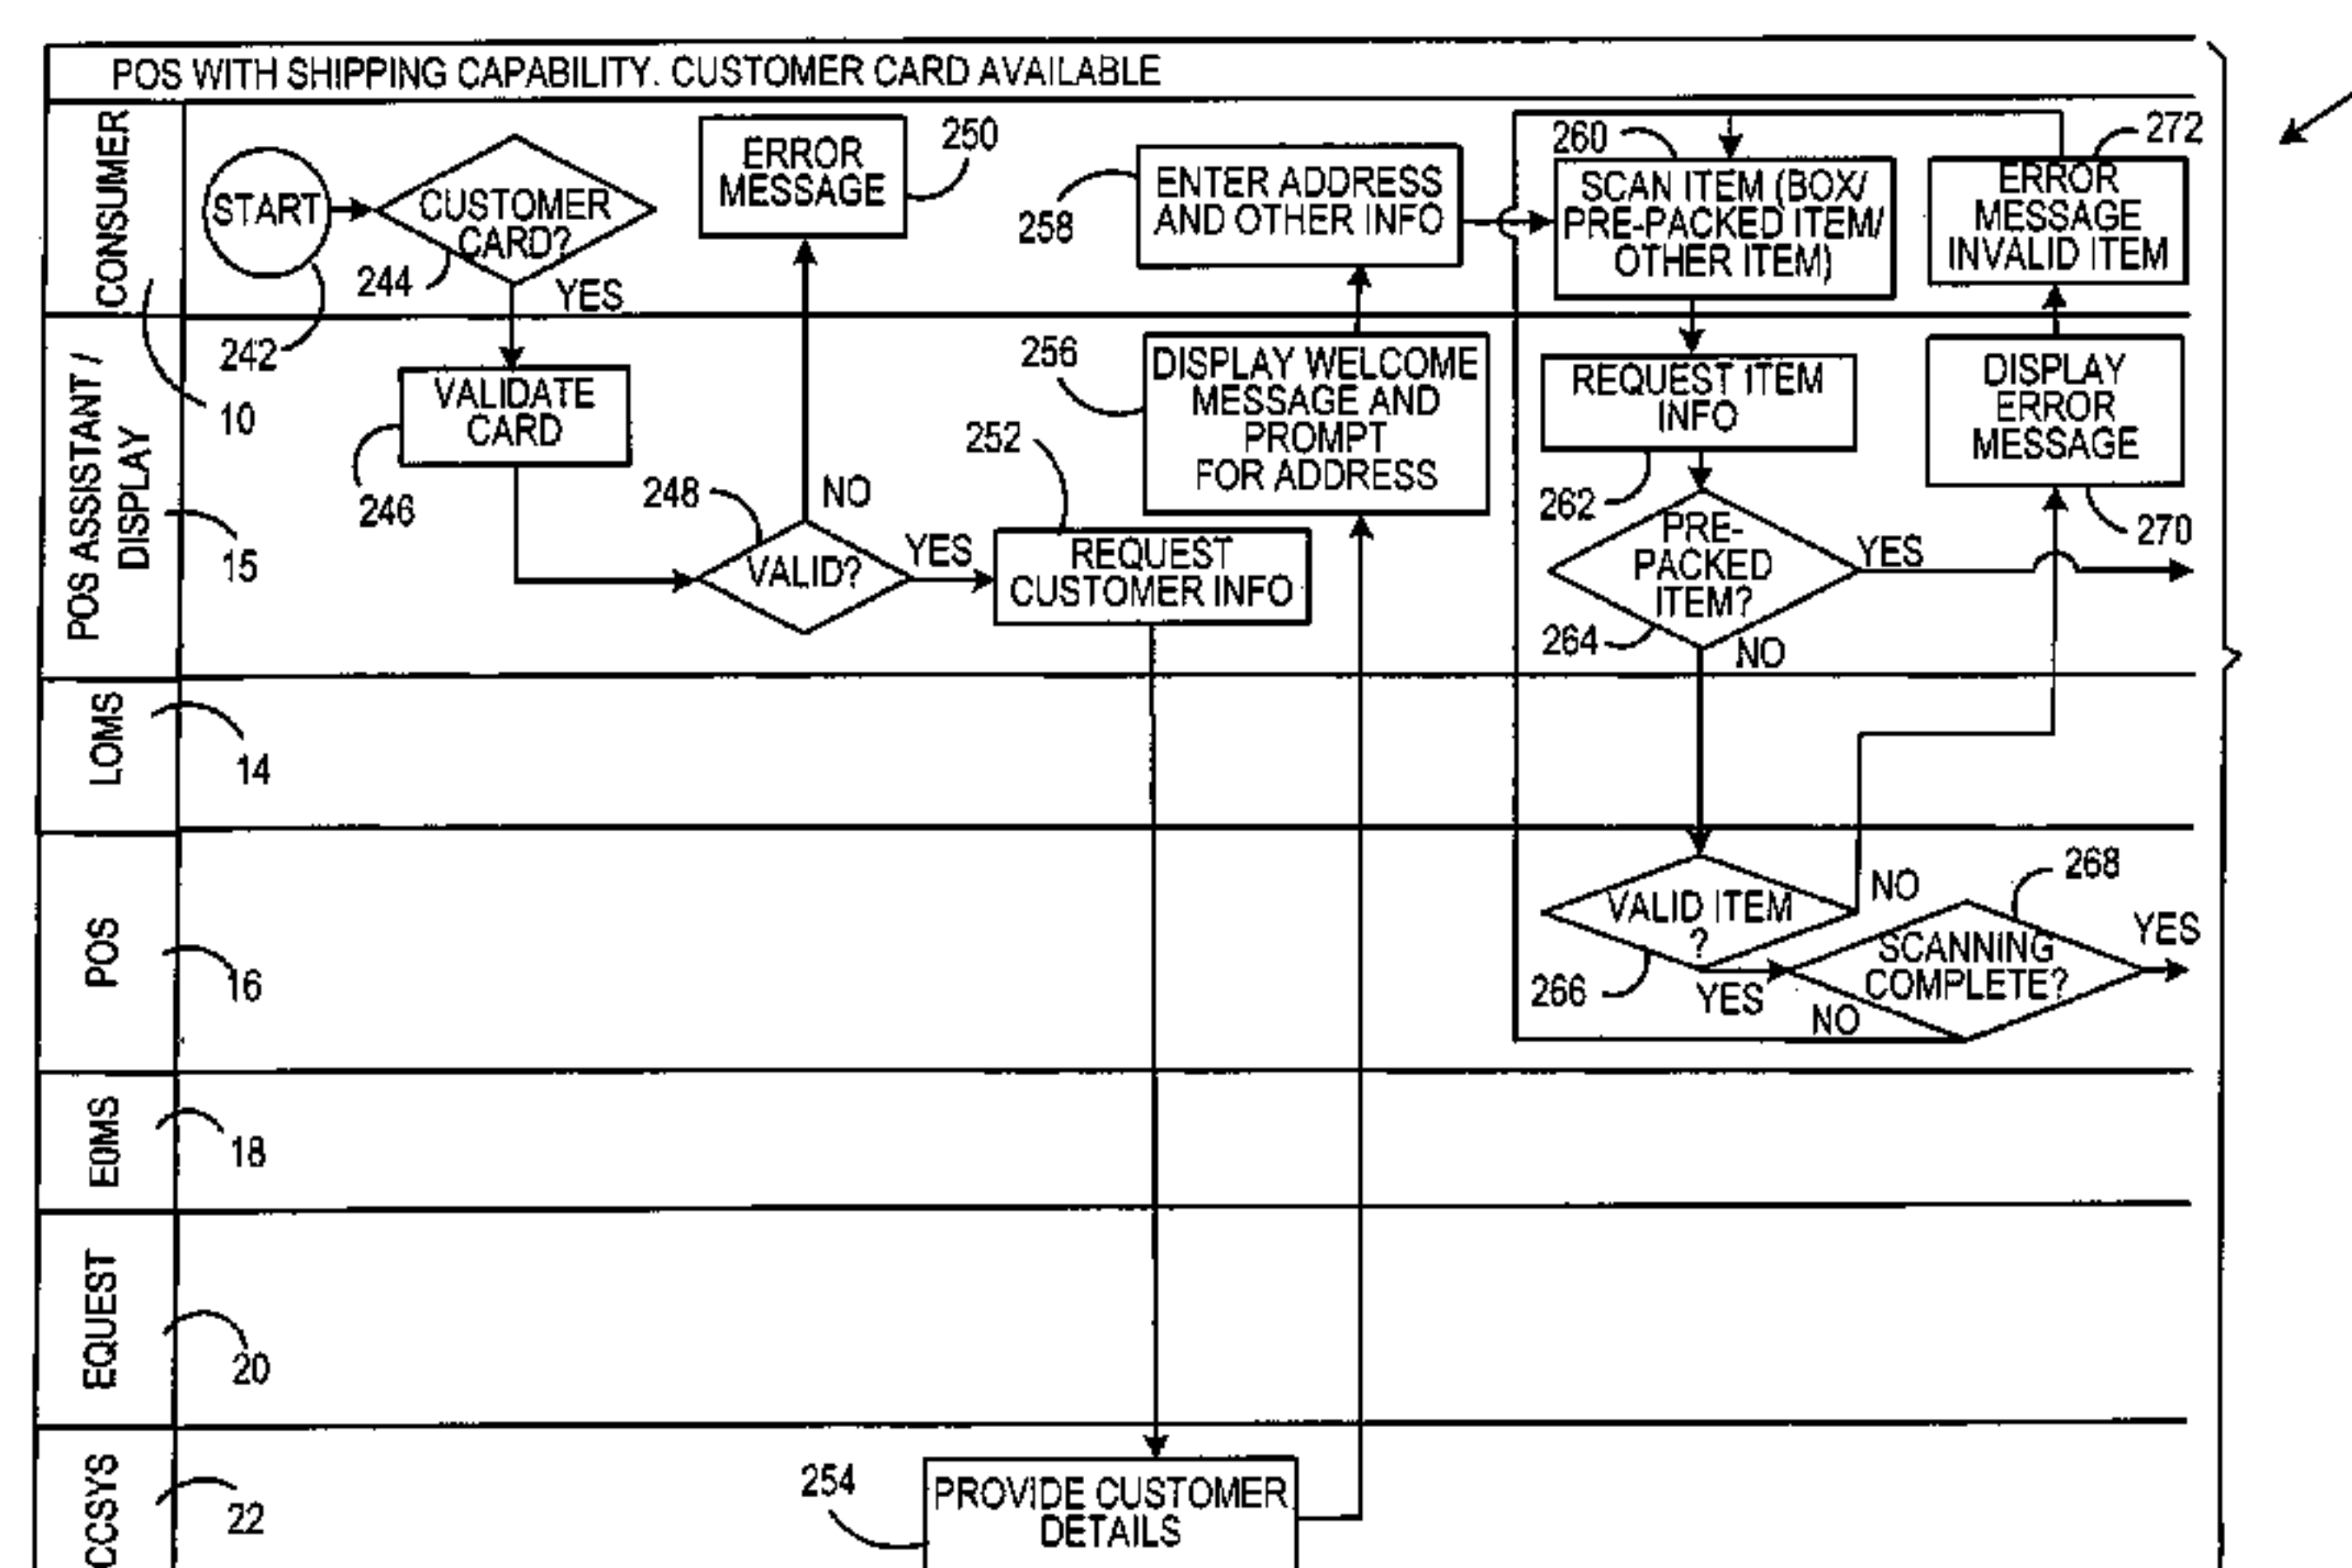 POS WITH SHIPPING CAPABILITY. CUSTOMER CARD AVAILABLE
CONSUMER
10
START
242
CUSTOMER
CARD?
244
YES
ERROR
MESSAGE
250
ENTER ADDRESS
AND OTHER INFO
258
260
SCAN ITEM (BOX/
PRE-PACKED ITEM/
OTHER ITEM)
272
ERROR
MESSAGE
INVALID ITEM
POS ASSISTANT /
DISPLAY
15
VALIDATE
CARD
246
248
VALID?
NO
YES
252
REQUEST
CUSTOMER INFO
256
DISPLAY WELCOME
MESSAGE AND
PROMPT
FOR ADDRESS
REQUEST ITEM
INFO
262
PRE-
PACKED
ITEM?
264
YES
NO
DISPLAY
ERROR
MESSAGE
270
LOMS
14
POS
16
VALID ITEM
?
266
NO
YES
268
SCANNING
COMPLETE?
YES
NO
EOMS
18
EQUEST
20
CCSYS
22
254
PROVIDE CUSTOMER
DETAILS